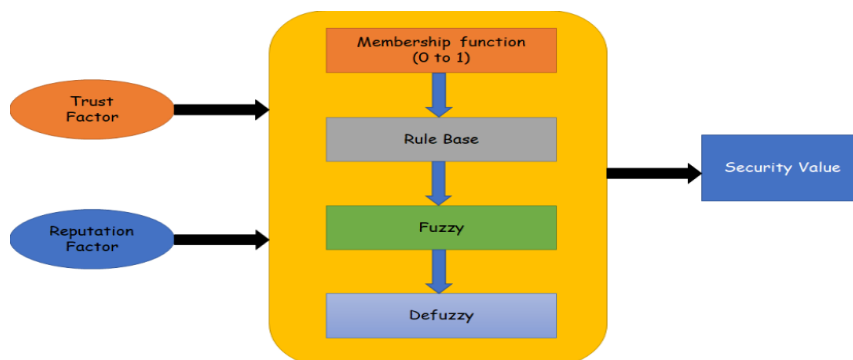 Membership function
(0 to 1)
Trust
Factor
Rule Base
Security Value
Reputation
Factor
Fuzzy
Defuzzy